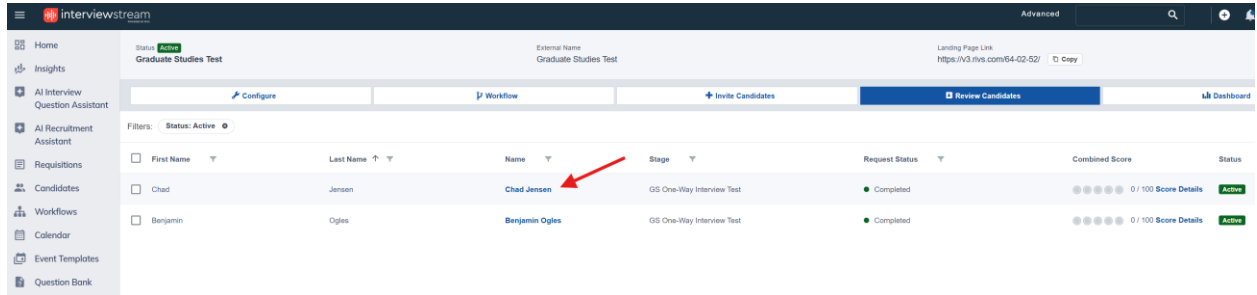 interviewstream
Advanced
Home
Insights
AI Interview
Question Assistant
AI Recruitment
Assistant
Requisitions
Candidates
Workflows
Calendar
Event Templates
Question Bank
Status Active
Graduate Studies Test
External Name
Graduate Studies Test
Landing Page Link
https://v3.rivs.com/64-02-52/ Copy
Configure Workflow Invite Candidates Review Candidates Dashboard
Filters: Status: Active
First Name Last Name Name Stage Request Status Combined Score Status
Chad Jensen Chad Jensen GS One-Way Interview Test Completed 0 / 100 Score Details Active
Benjamin Ogles Benjamin Ogles GS One-Way Interview Test Completed 0 / 100 Score Details Active